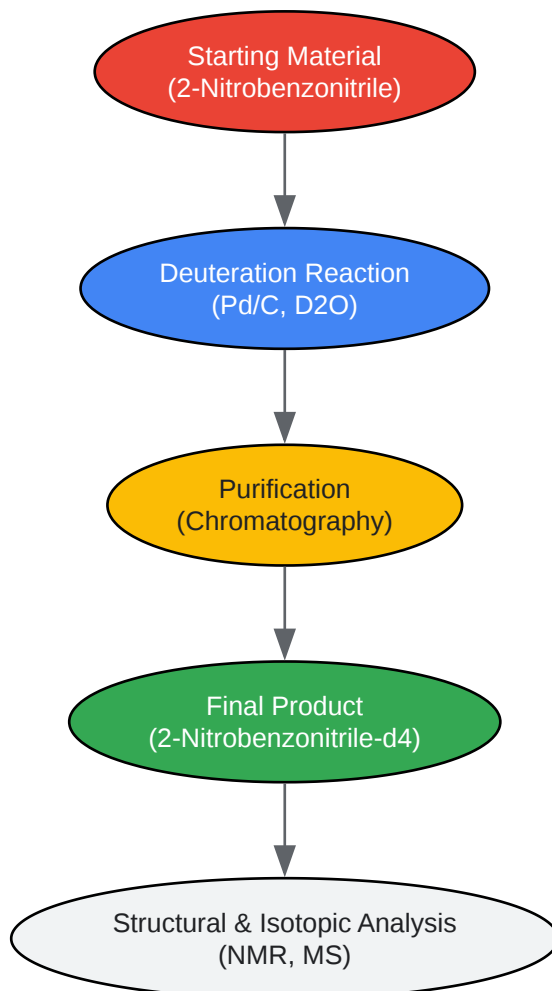 Starting Material
(2-Nitrobenzonitrile)
Deuteration Reaction
(Pd/C, D2O)
Purification
(Chromatography)
Final Product
(2-Nitrobenzonitrile-d4)
Structural & Isotopic Analysis
(NMR, MS)